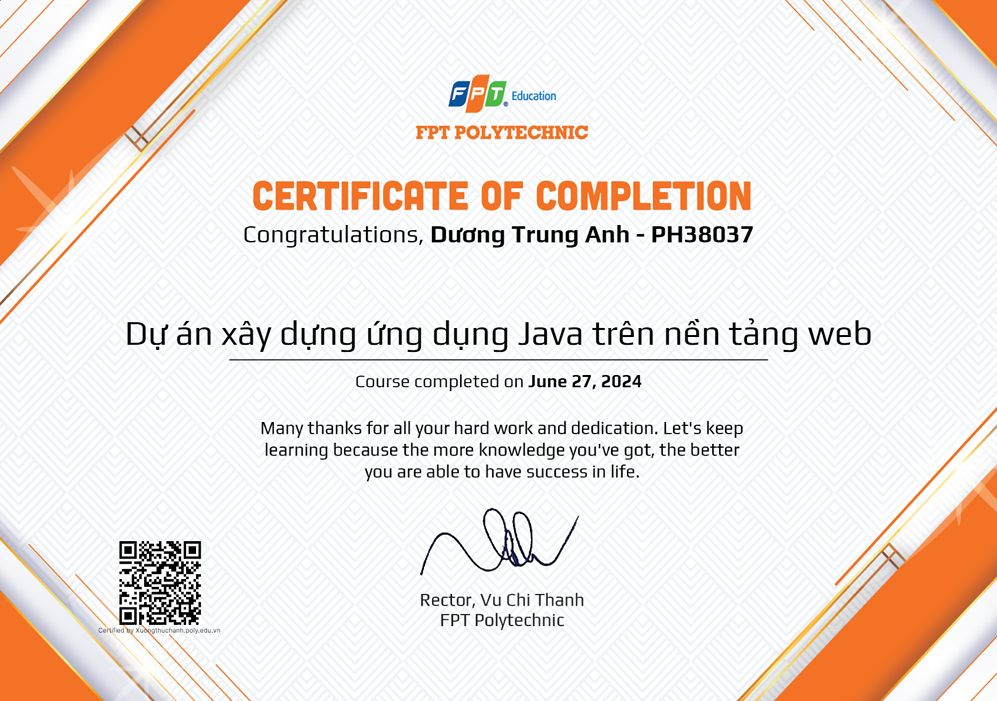 FPT Education
FPT POLYTECHNIC
CERTIFICATE OF COMPLETION
Congratulations, Dương Trung Anh - PH38037
Dự án xây dựng ứng dụng Java trên nền tảng web
Course completed on June 27, 2024
Many thanks for all your hard work and dedication. Let's keep
learning because the more knowledge you've got, the better
you are able to have success in life.
Rector, Vu Chi Thanh
FPT Polytechnic
Certified by Xuongthuchanh.poly.edu.vn